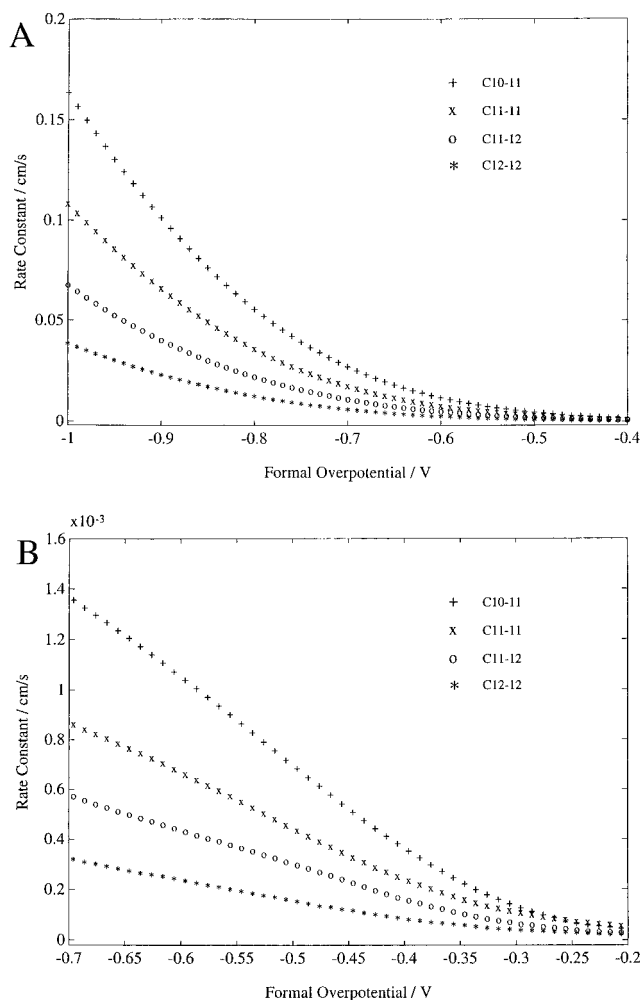 A
0.2
0.15
0.1
0.05
0
Rate Constant / cm/s
+ C10-11
x C11-11
o C11-12
* C12-12
-1 -0.9 -0.8 -0.7 -0.6 -0.5 -0.4
Formal Overpotential / V
B
x10-3
1.6
1.4
1.2
1
0.8
0.6
0.4
0.2
0
Rate Constant / cm/s
+ C10-11
x C11-11
o C11-12
* C12-12
-0.7 -0.65 -0.6 -0.55 -0.5 -0.45 -0.4 -0.35 -0.3 -0.25 -0.2
Formal Overpotential / V